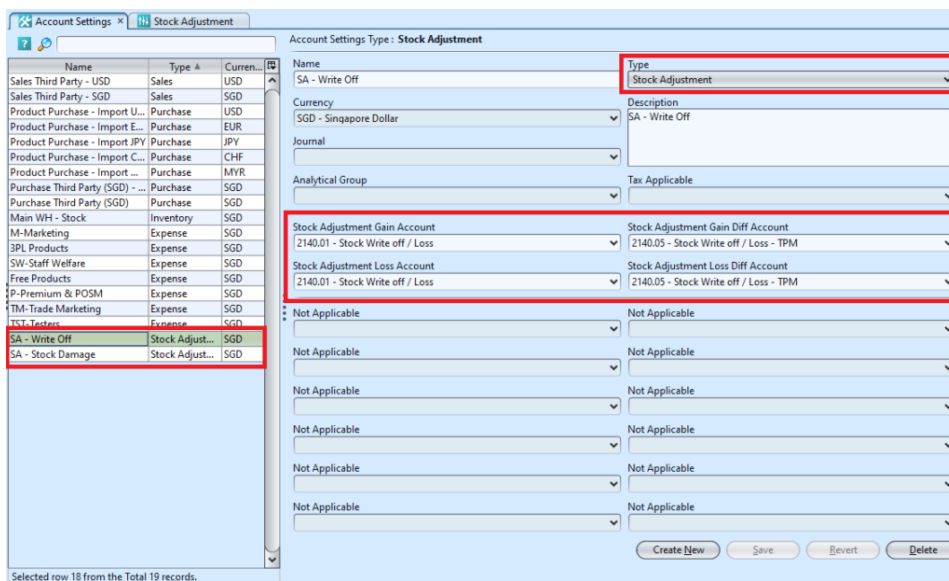 Account Settings × Stock Adjustment
?
Name Type Curren...
Sales Third Party - USD Sales USD
Sales Third Party - SGD Sales SGD
Product Purchase - Import U... Purchase USD
Product Purchase - Import E... Purchase EUR
Product Purchase - Import JPY Purchase JPY
Product Purchase - Import C... Purchase CHF
Product Purchase - Import ... Purchase MYR
Purchase Third Party (SGD) - ... Purchase SGD
Purchase Third Party (SGD) Purchase SGD
Main WH - Stock Inventory SGD
M-Marketing Expense SGD
3PL Products Expense SGD
SW-Staff Welfare Expense SGD
Free Products Expense SGD
P-Premium & POSM Expense SGD
TM-Trade Marketing Expense SGD
TST-Testers Expense SGD
SA - Write Off Stock Adjust... SGD
SA - Stock Damage Stock Adjust... SGD
Selected row 18 from the Total 19 records.
Account Settings Type : Stock Adjustment
Name Type
SA - Write Off Stock Adjustment
Currency Description
SGD - Singapore Dollar SA - Write Off
Journal
Analytical Group Tax Applicable
Stock Adjustment Gain Account Stock Adjustment Gain Diff Account
2140.01 - Stock Write off / Loss 2140.05 - Stock Write off / Loss - TPM
Stock Adjustment Loss Account Stock Adjustment Loss Diff Account
2140.01 - Stock Write off / Loss 2140.05 - Stock Write off / Loss - TPM
Not Applicable Not Applicable
Not Applicable Not Applicable
Not Applicable Not Applicable
Not Applicable Not Applicable
Not Applicable Not Applicable
Not Applicable Not Applicable
Create New Save Revert Delete